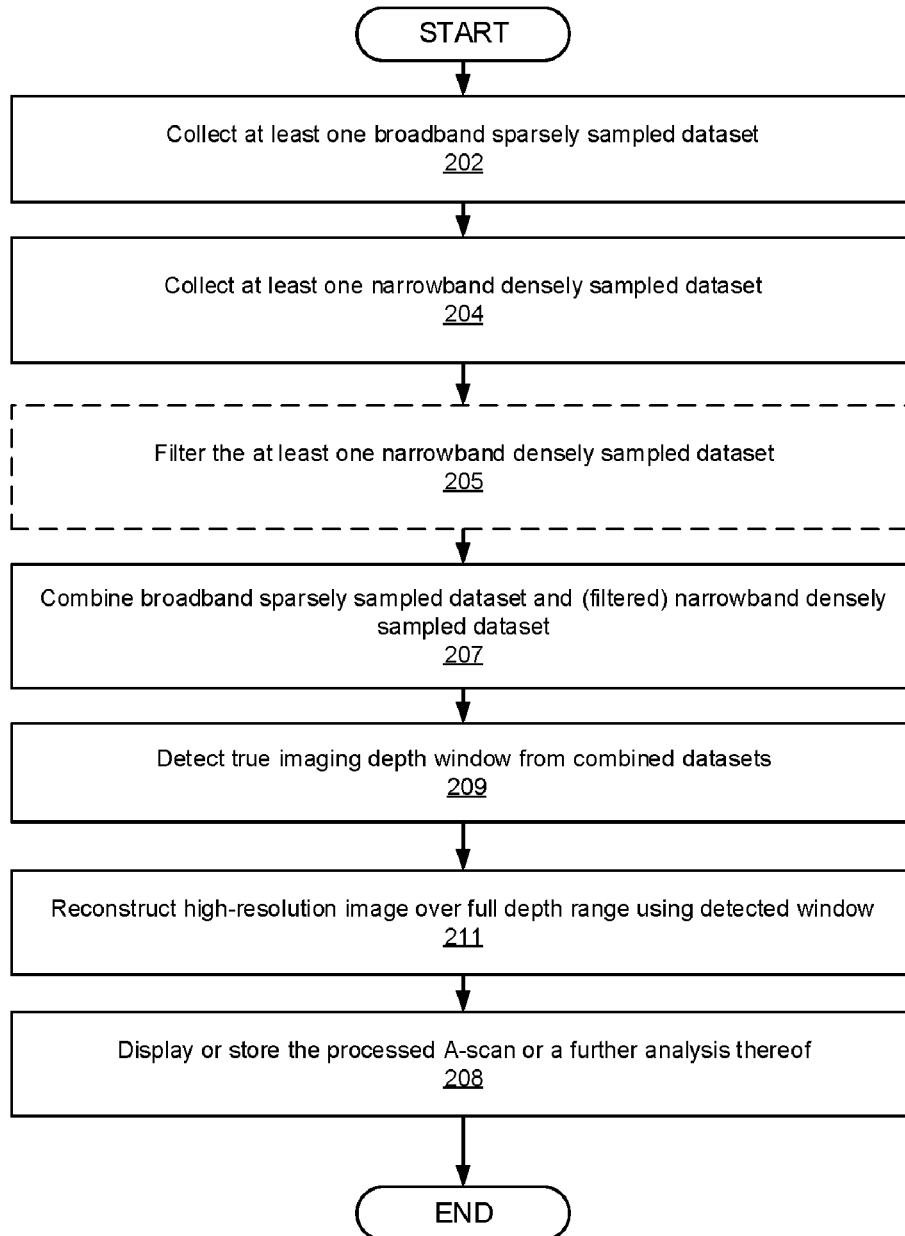 START
Collect at least one broadband sparsely sampled dataset
202
Collect at least one narrowband densely sampled dataset
204
Filter the at least one narrowband densely sampled dataset
205
Combine broadband sparsely sampled dataset and (filtered) narrowband densely
sampled dataset
207
Detect true imaging depth window from combined datasets
209
Reconstruct high-resolution image over full depth range using detected window
211
Display or store the processed A-scan or a further analysis thereof
208
END